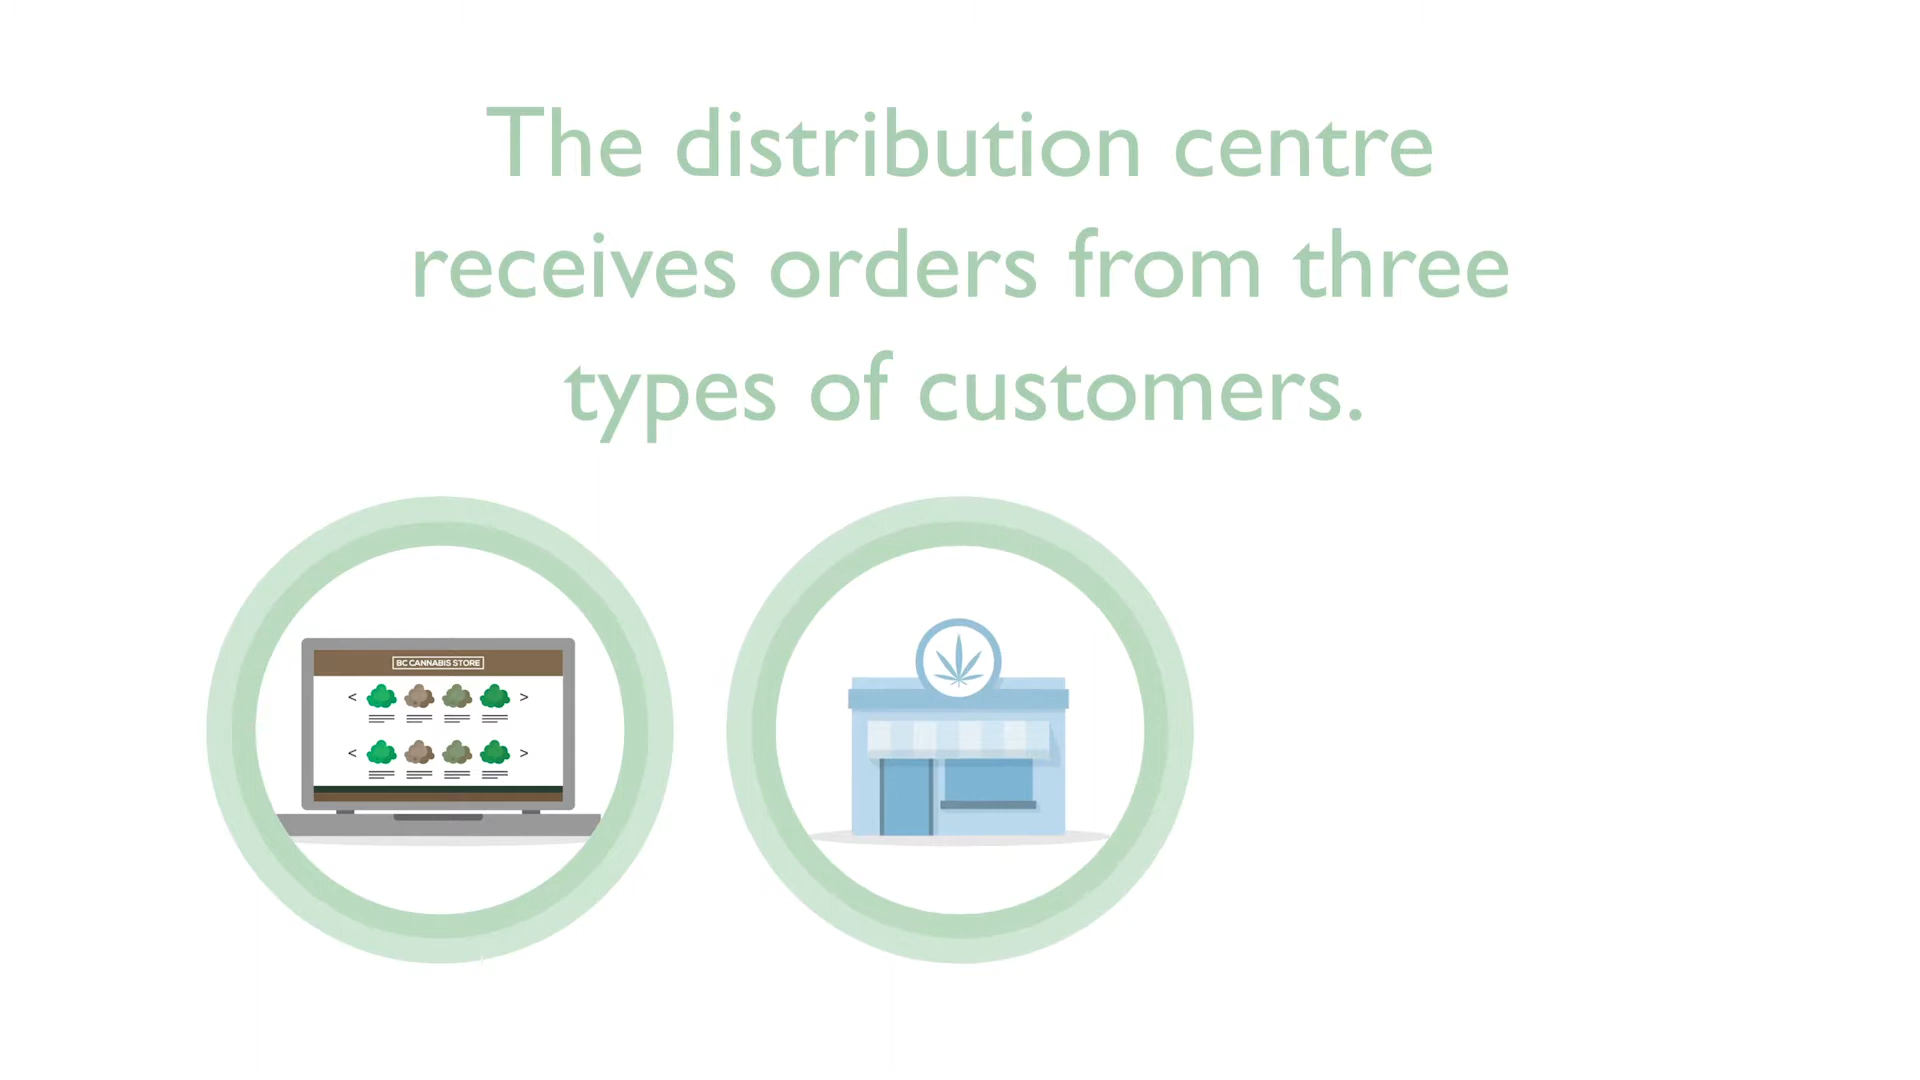 The distribution centre
receives orders from three
types of customers.
BC CANNABIS STORE
< >
< >